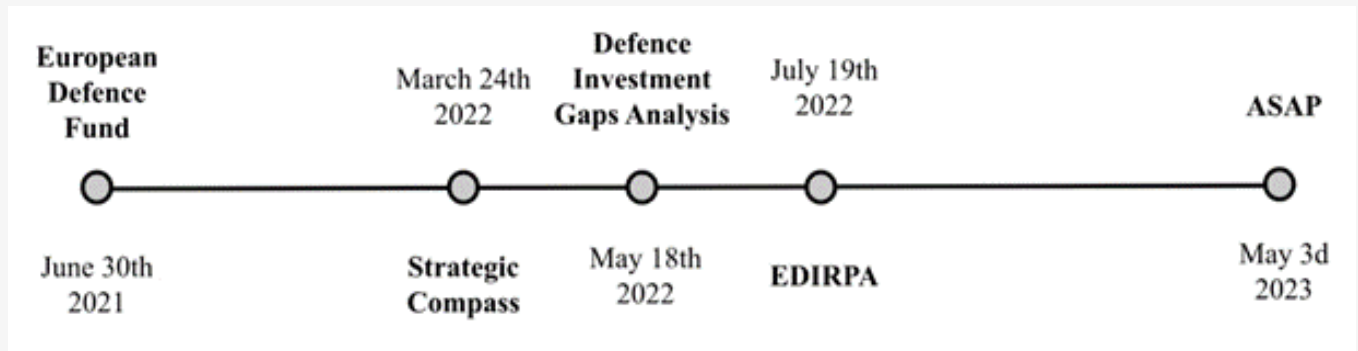 European
Defence
Fund
June 30th
2021
March 24th
2022
Strategic
Compass
Defence
Investment
Gaps Analysis
May 18th
2022
July 19th
2022
EDIRPA
ASAP
May 3d
2023